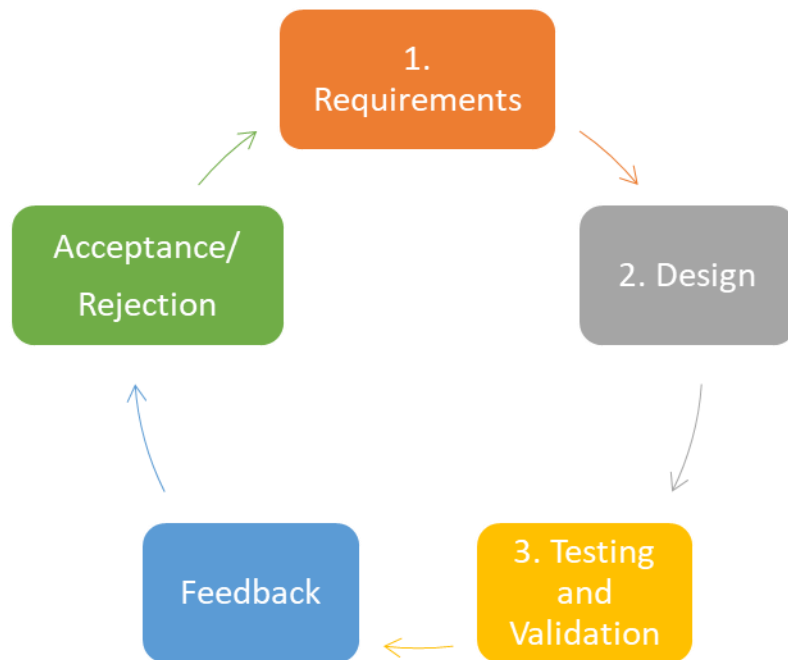 1.
Requirements
2. Design
3. Testing
and
Validation
Feedback
Acceptance/
Rejection